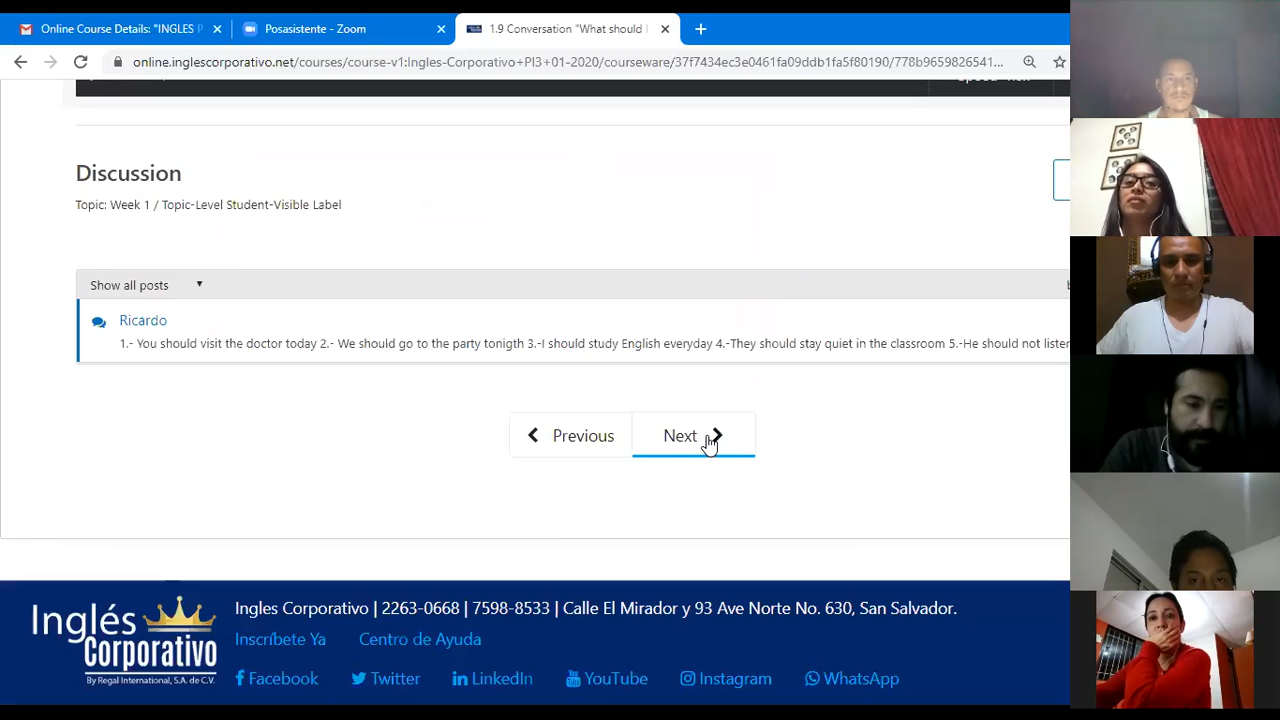 Online Course Details: "INGLES P
Posasistente - Zoom
1.9 Conversation "What should I
online.inglescorporativo.net/courses/course-v1:Ingles-Corporativo+PI3+01-2020/courseware/37f7434ec3e0461fa09ddb1fa5f80190/778b9659826541...
Discussion
Topic: Week 1 / Topic-Level Student-Visible Label
Show all posts
Ricardo
1.- You should visit the doctor today 2.- We should go to the party tonigth 3.-I should study English everyday 4.-They should stay quiet in the classroom 5.-He should not listen
Previous
Next
Inglés Corporativo
By Regal International, S.A. de C.V.
Ingles Corporativo | 2263-0668 | 7598-8533 | Calle El Mirador y 93 Ave Norte No. 630, San Salvador.
Inscríbete Ya Centro de Ayuda
Facebook Twitter LinkedIn YouTube Instagram WhatsApp